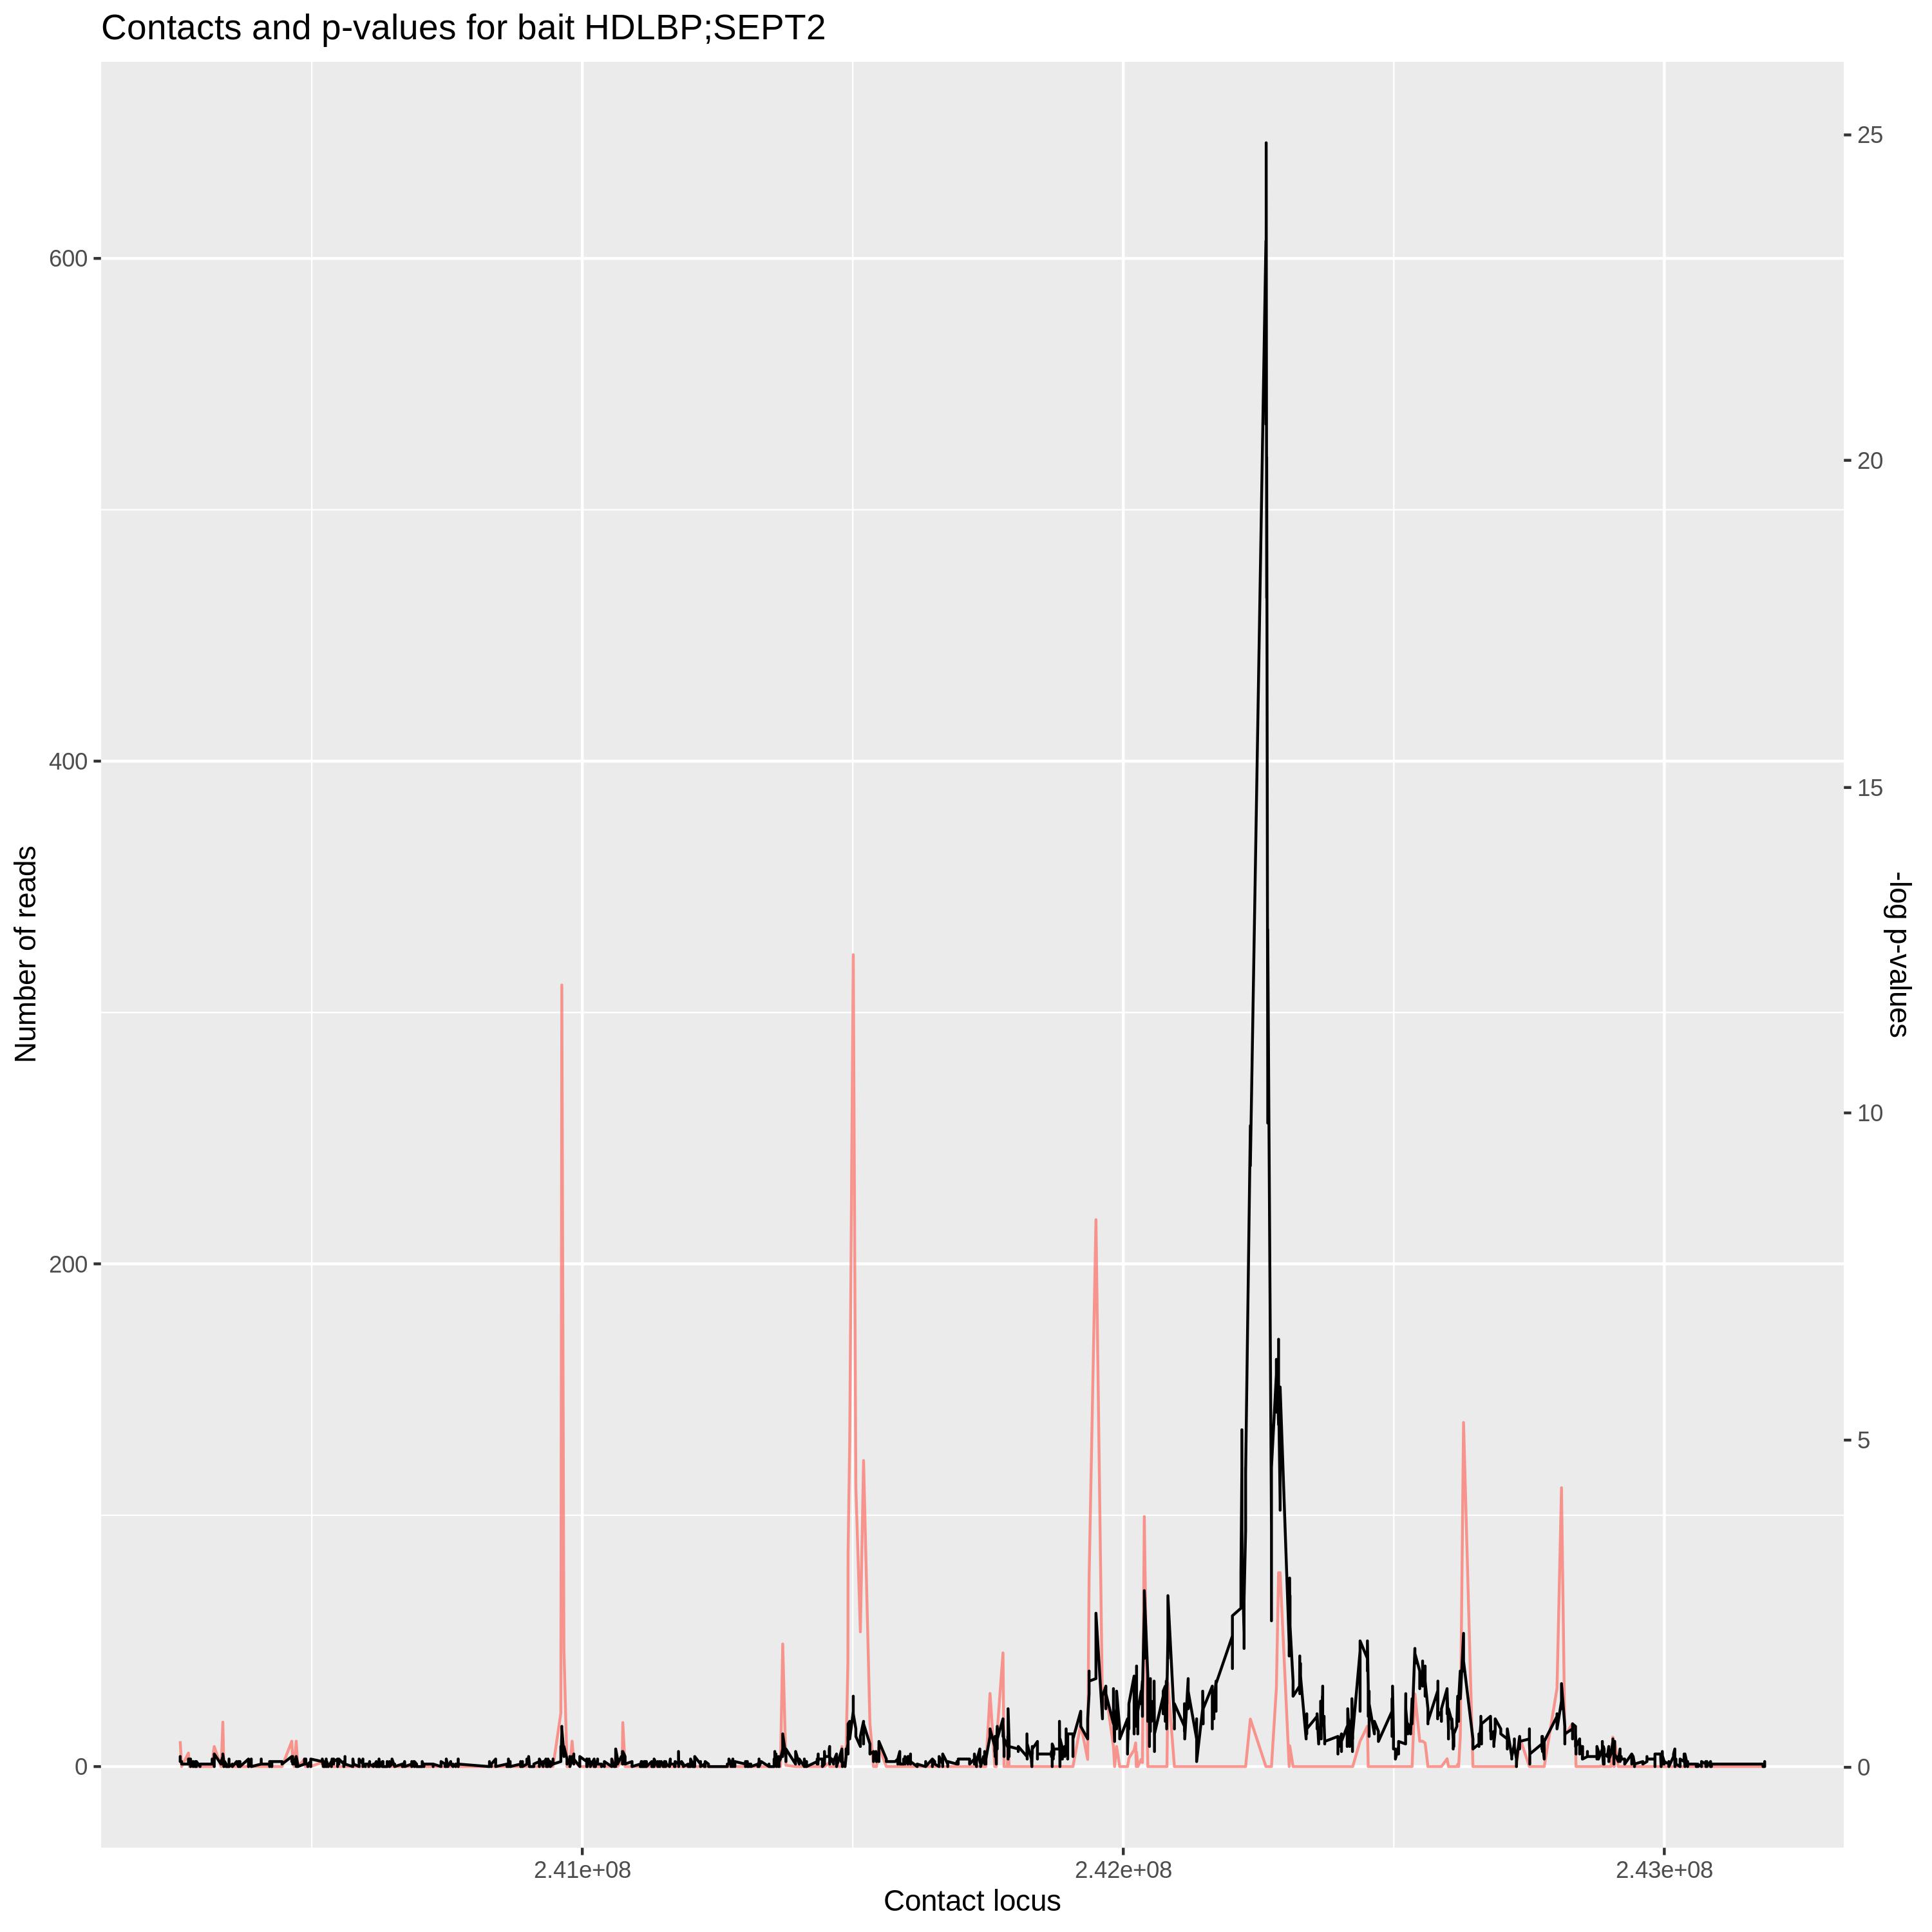 Contacts and p-values for bait HDLBP;SEPT2
Number of reads
600
400
200
0
25
20
15
10
5
0
-log p-values
2.41e+08
2.42e+08
2.43e+08
Contact locus